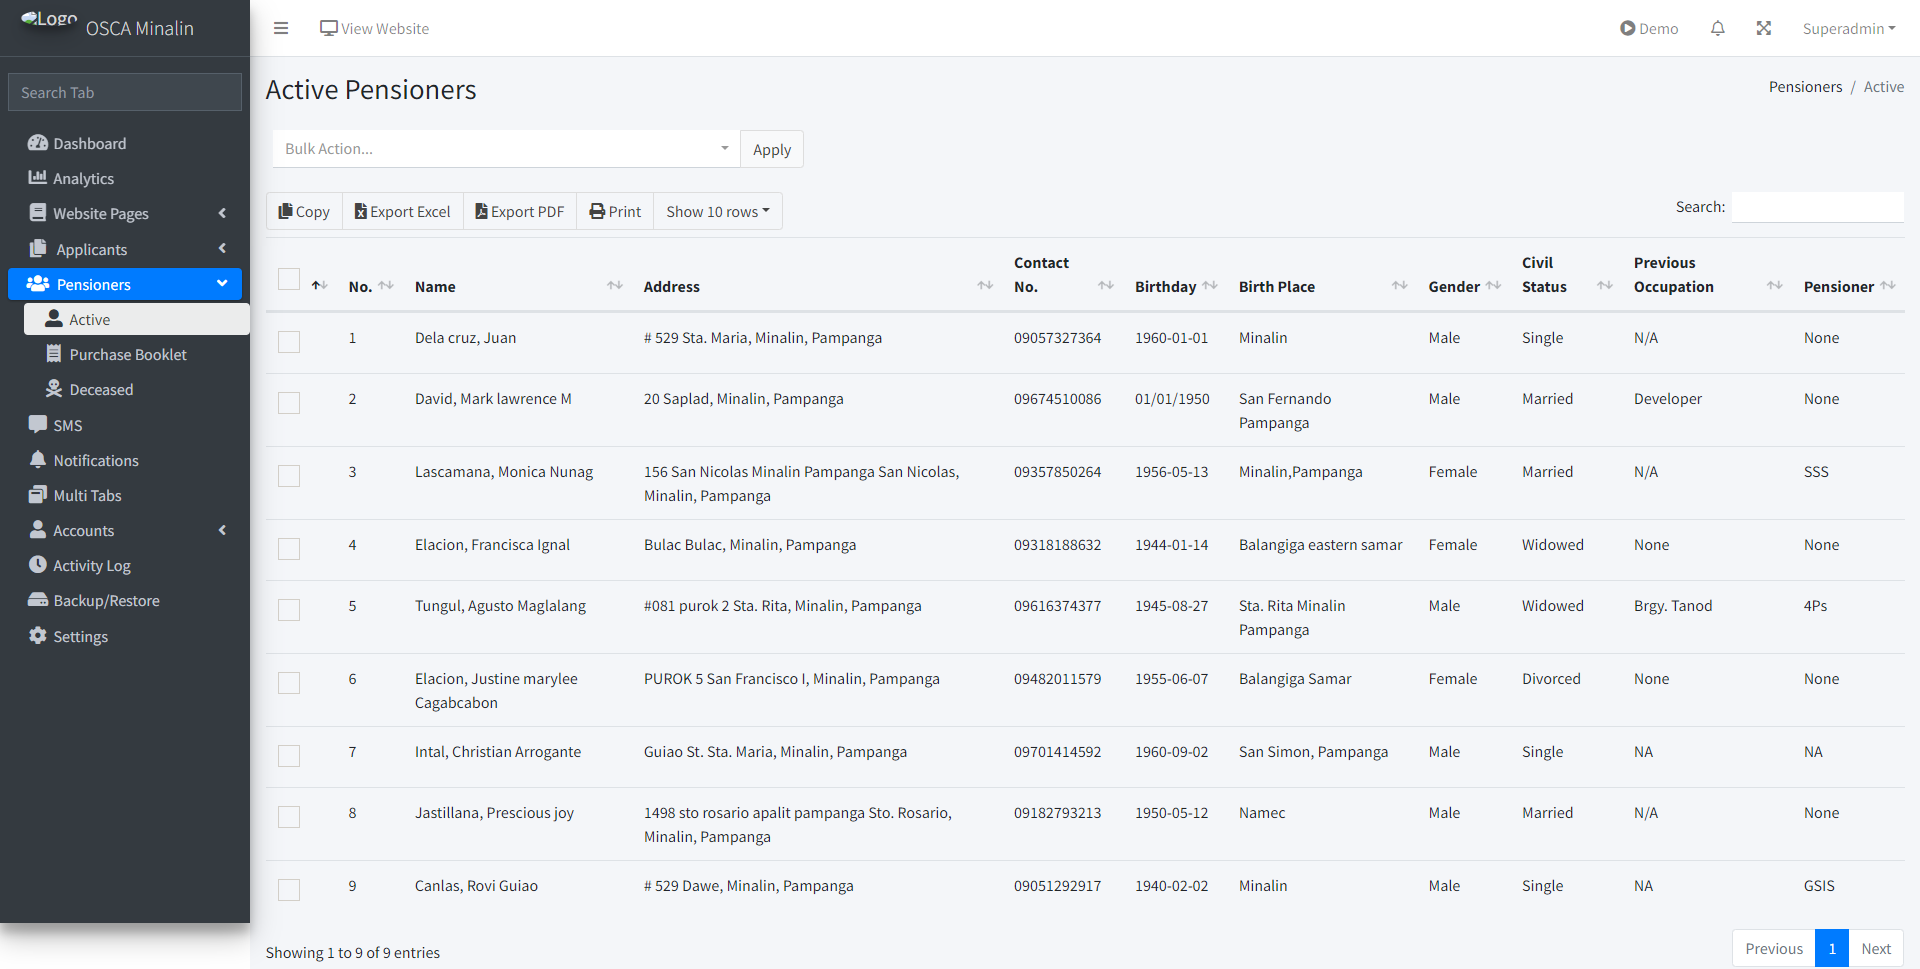 Logo
OSCA Minalin
View Website
Demo
Superadmin
Search Tab
Dashboard
Analytics
Website Pages
Applicants
Pensioners
Active
Purchase Booklet
Deceased
SMS
Notifications
Multi Tabs
Accounts
Activity Log
Backup/Restore
Settings
Active Pensioners
Pensioners / Active
Bulk Action...
Apply
Copy Export Excel Export PDF Print Show 10 rows
Search:
No. Name Address Contact No. Birthday Birth Place Gender Civil Status Previous Occupation Pensioner
1 Dela cruz, Juan # 529 Sta. Maria, Minalin, Pampanga 09057327364 1960-01-01 Minalin Male Single N/A None
2 David, Mark lawrence M 20 Saplad, Minalin, Pampanga 09674510086 01/01/1950 San Fernando Pampanga Male Married Developer None
3 Lascamana, Monica Nunag 156 San Nicolas Minalin Pampanga San Nicolas, Minalin, Pampanga 09357850264 1956-05-13 Minalin,Pampanga Female Married N/A SSS
4 Elacion, Francisca Ignal Bulac Bulac, Minalin, Pampanga 09318188632 1944-01-14 Balangiga eastern samar Female Widowed None None
5 Tungul, Agusto Maglalang #081 purok 2 Sta. Rita, Minalin, Pampanga 09616374377 1945-08-27 Sta. Rita Minalin Pampanga Male Widowed Brgy. Tanod 4Ps
6 Elacion, Justine marylee Cagabcabon PUROK 5 San Francisco I, Minalin, Pampanga 09482011579 1955-06-07 Balangiga Samar Female Divorced None None
7 Intal, Christian Arrogante Guiao St. Sta. Maria, Minalin, Pampanga 09701414592 1960-09-02 San Simon, Pampanga Male Single NA NA
8 Jastillana, Prescious joy 1498 sto rosario apalit pampanga Sto. Rosario, Minalin, Pampanga 09182793213 1950-05-12 Namec Male Married N/A None
9 Canlas, Rovi Guiao # 529 Dawe, Minalin, Pampanga 09051292917 1940-02-02 Minalin Male Single NA GSIS
Showing 1 to 9 of 9 entries
Previous 1 Next